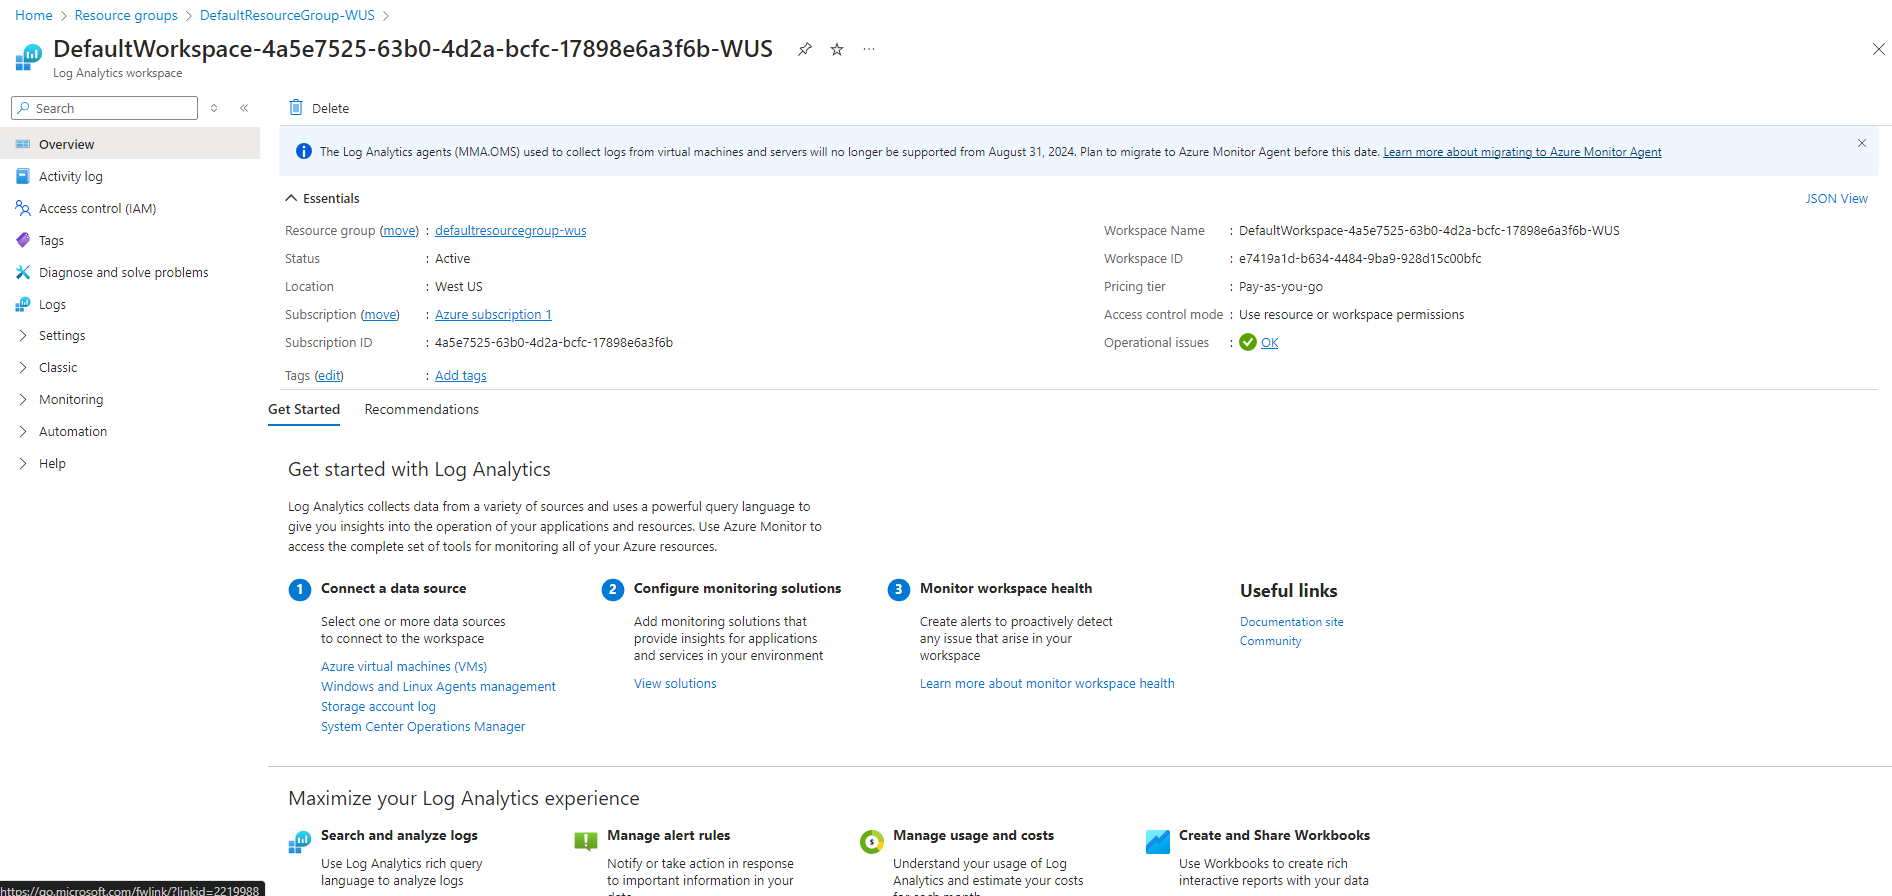 Home > Resource groups > DefaultResourceGroup-WUS >
DefaultWorkspace-4a5e7525-63b0-4d2a-bcfc-17898e6a3f6b-WUS
Log Analytics workspace
Search
Overview
Activity log
Access control (IAM)
Tags
Diagnose and solve problems
Logs
Settings
Classic
Monitoring
Automation
Help
Delete
The Log Analytics agents (MMA.OMS) used to collect logs from virtual machines and servers will no longer be supported from August 31, 2024. Plan to migrate to Azure Monitor Agent before this date. Learn more about migrating to Azure Monitor Agent
Essentials
JSON View
Resource group (move) : defaultresourcegroup-wus
Status : Active
Location : West US
Subscription (move) : Azure subscription 1
Subscription ID : 4a5e7525-63b0-4d2a-bcfc-17898e6a3f6b
Tags (edit) : Add tags
Workspace Name : DefaultWorkspace-4a5e7525-63b0-4d2a-bcfc-17898e6a3f6b-WUS
Workspace ID : e7419a1d-b634-4484-9ba9-928d15c00bfc
Pricing tier : Pay-as-you-go
Access control mode : Use resource or workspace permissions
Operational issues : OK
Get Started Recommendations
Get started with Log Analytics
Log Analytics collects data from a variety of sources and uses a powerful query language to
give you insights into the operation of your applications and resources. Use Azure Monitor to
access the complete set of tools for monitoring all of your Azure resources.
1 Connect a data source
Select one or more data sources
to connect to the workspace
Azure virtual machines (VMs)
Windows and Linux Agents management
Storage account log
System Center Operations Manager
2 Configure monitoring solutions
Add monitoring solutions that
provide insights for applications
and services in your environment
View solutions
3 Monitor workspace health
Create alerts to proactively detect
any issue that arise in your
workspace
Learn more about monitor workspace health
Useful links
Documentation site
Community
Maximize your Log Analytics experience
Search and analyze logs
Use Log Analytics rich query
language to analyze logs
Manage alert rules
Notify or take action in response
to important information in your
Manage usage and costs
Understand your usage of Log
Analytics and estimate your costs
Create and Share Workbooks
Use Workbooks to create rich
interactive reports with your data
https://go.microsoft.com/fwlink/?linkid=2219988